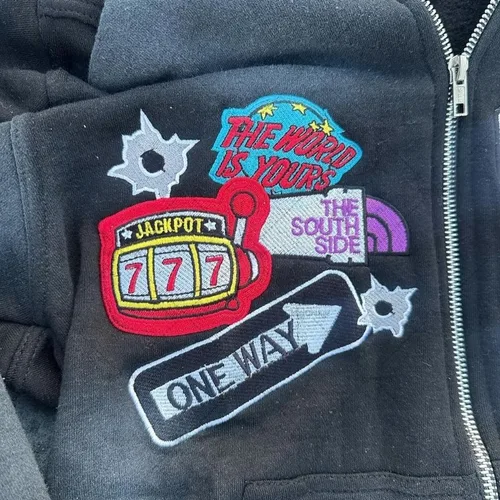 THE WORLD
IS YOURS
THE
SOUTH
SIDE
JACKPOT
777
ONE WAY